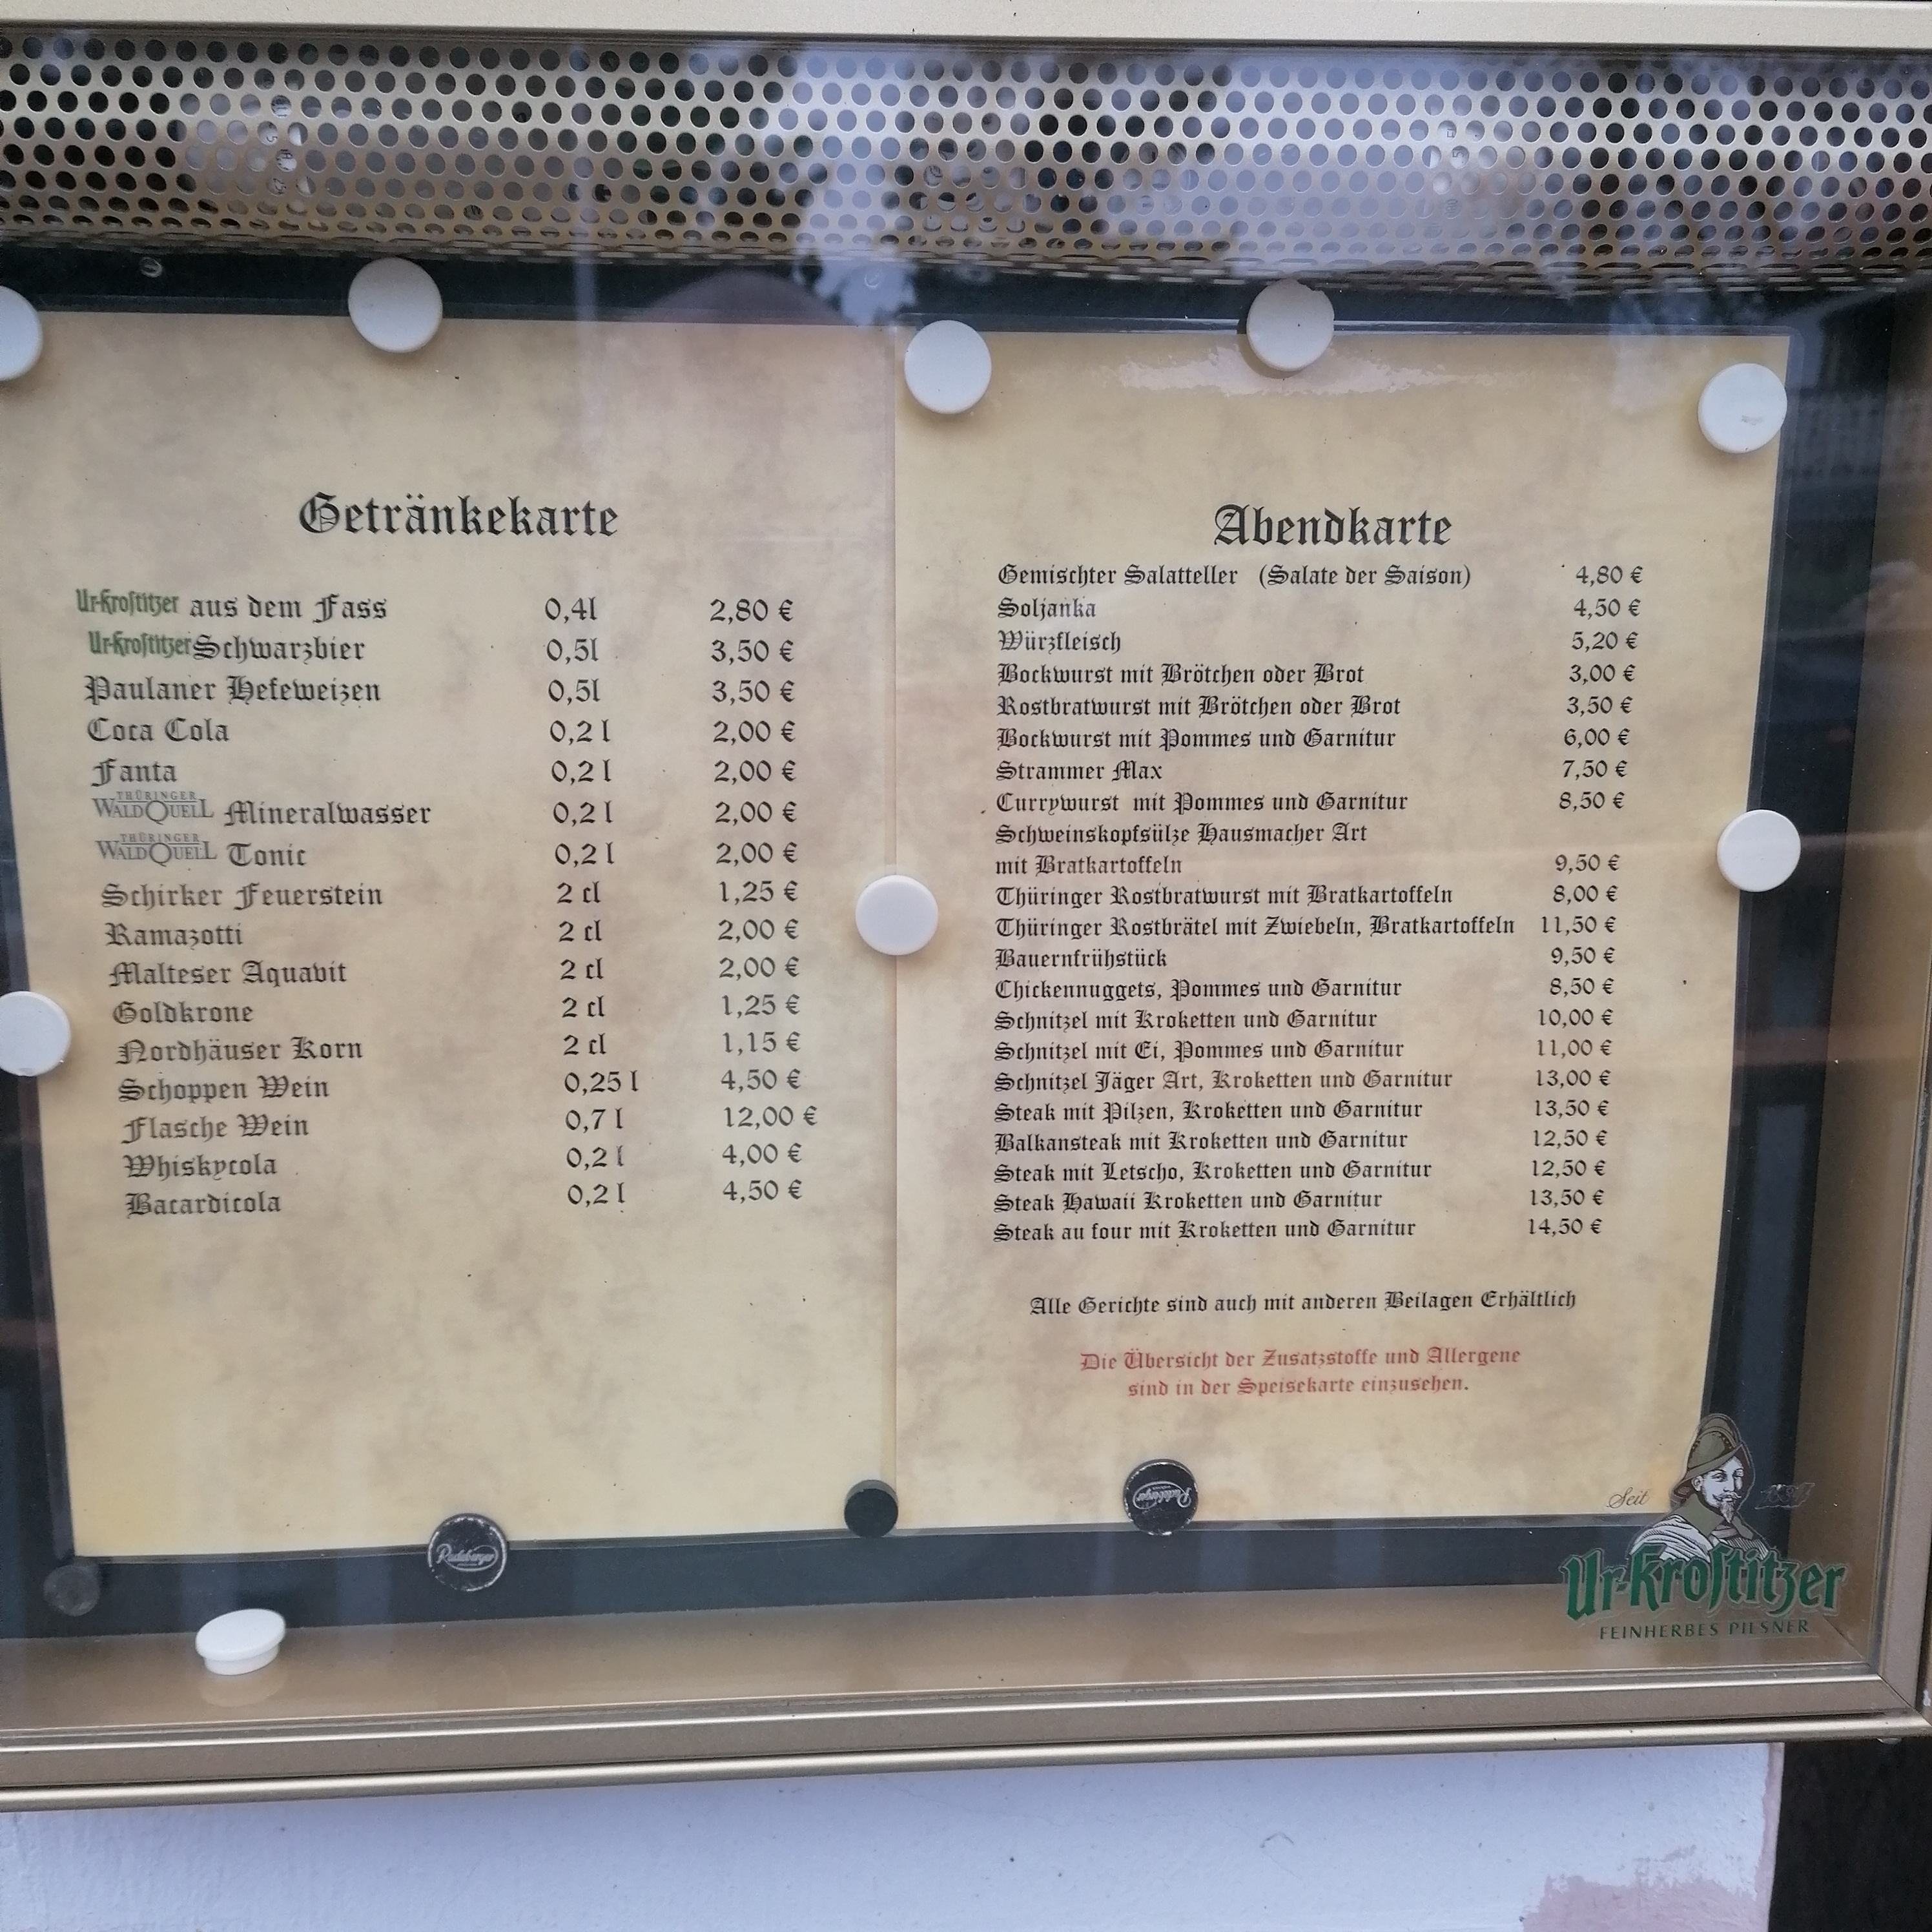 Getränkekarte
Ur-Krostitzer aus dem Fass 0,4l 2,80 €
Ur-Krostitzer Schwarzbier 0,5l 3,50 €
Paulaner Hefeweizen 0,5l 3,50 €
Coca Cola 0,2 l 2,00 €
Fanta 0,2 l 2,00 €
THÜRINGER WALDQUELL Mineralwasser 0,2 l 2,00 €
THÜRINGER WALDQUELL Tonic 0,2 l 2,00 €
Schirker Feuerstein 2 cl 1,25 €
Ramazotti 2 cl 2,00 €
Malteser Aquavit 2 cl 2,00 €
Goldkrone 2 cl 1,25 €
Nordhäuser Korn 2 cl 1,15 €
Schoppen Wein 0,25 l 4,50 €
Flasche Wein 0,7 l 12,00 €
Whiskycola 0,2 l 4,00 €
Bacardicola 0,2 l 4,50 €
Abendkarte
Gemischter Salatteller (Salate der Saison) 4,80 €
Soljanka 4,50 €
Würzfleisch 5,20 €
Bockwurst mit Brötchen oder Brot 3,00 €
Rostbratwurst mit Brötchen oder Brot 3,50 €
Bockwurst mit Pommes und Garnitur 6,00 €
Strammer Max 7,50 €
Currywurst mit Pommes und Garnitur 8,50 €
Schweinskopfsülze Hausmacher Art
mit Bratkartoffeln 9,50 €
Thüringer Rostbratwurst mit Bratkartoffeln 8,00 €
Thüringer Rostbrätel mit Zwiebeln, Bratkartoffeln 11,50 €
Bauernfrühstück 9,50 €
Chickennuggets, Pommes und Garnitur 8,50 €
Schnitzel mit Kroketten und Garnitur 10,00 €
Schnitzel mit Ei, Pommes und Garnitur 11,00 €
Schnitzel Jäger Art, Kroketten und Garnitur 13,00 €
Steak mit Pilzen, Kroketten und Garnitur 13,50 €
Balkansteak mit Kroketten und Garnitur 12,50 €
Steak mit Letscho, Kroketten und Garnitur 12,50 €
Steak Hawaii Kroketten und Garnitur 13,50 €
Steak au four mit Kroketten und Garnitur 14,50 €
Alle Gerichte sind auch mit anderen Beilagen Erhältlich
Die Übersicht der Zusatzstoffe und Allergene
sind in der Speisekarte einzusehen.
Radeberger
Radeberger
Seit
Ur-Krostitzer
FEINHERBES PILSNER